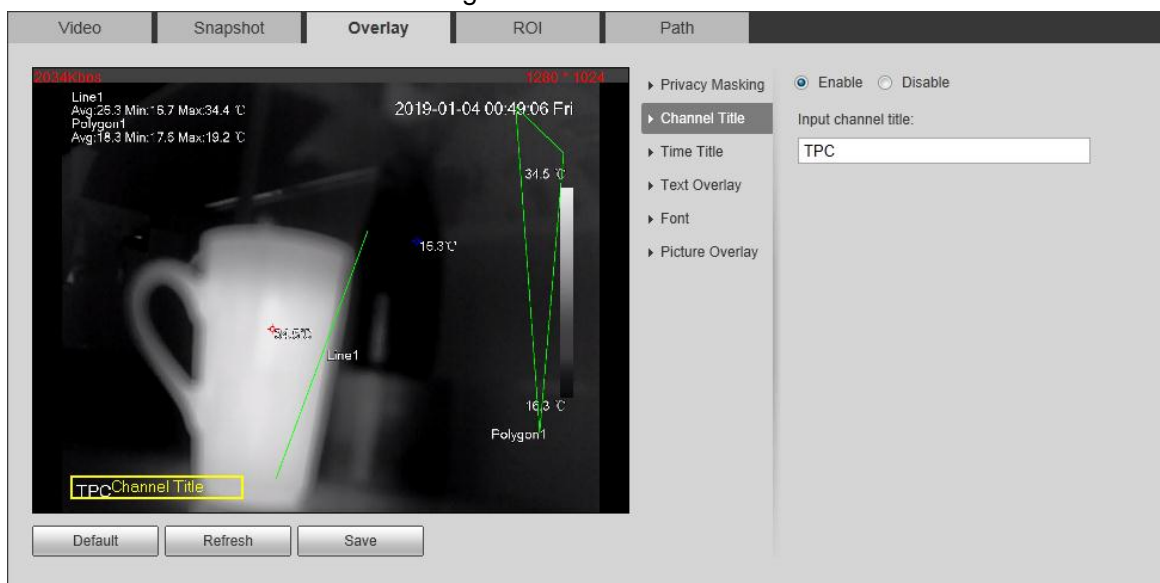 Video Snapshot Overlay ROI Path
2034Kbps 1280 * 1024
Line1
Avg:25.3 Min:16.7 Max:34.4 ℃
Polygon1
Avg:18.3 Min:17.6 Max:19.2 ℃
2019-01-04 00:49:06 Fri
34.5 ℃
15.3℃
34.5℃
Line1
16.3 ℃
Polygon1
TPC Channel Title
Default Refresh Save
Privacy Masking
Channel Title
Time Title
Text Overlay
Font
Picture Overlay
Enable Disable
Input channel title:
TPC